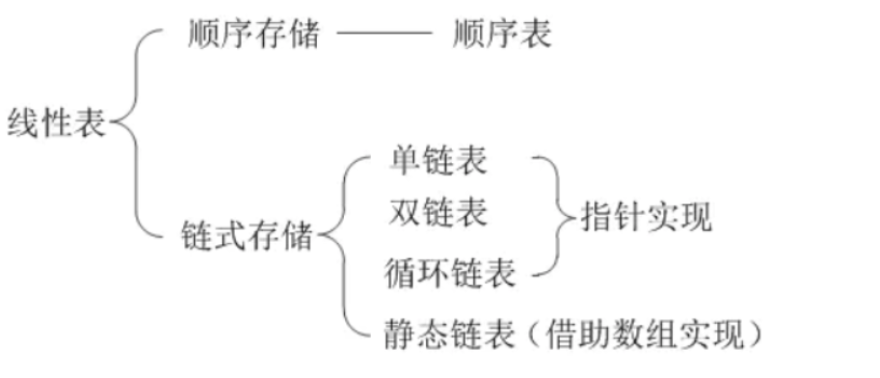 顺序存储 顺序表
线性表
单链表
双链表
指针实现
链式存储
循环链表
静态链表(借助数组实现)